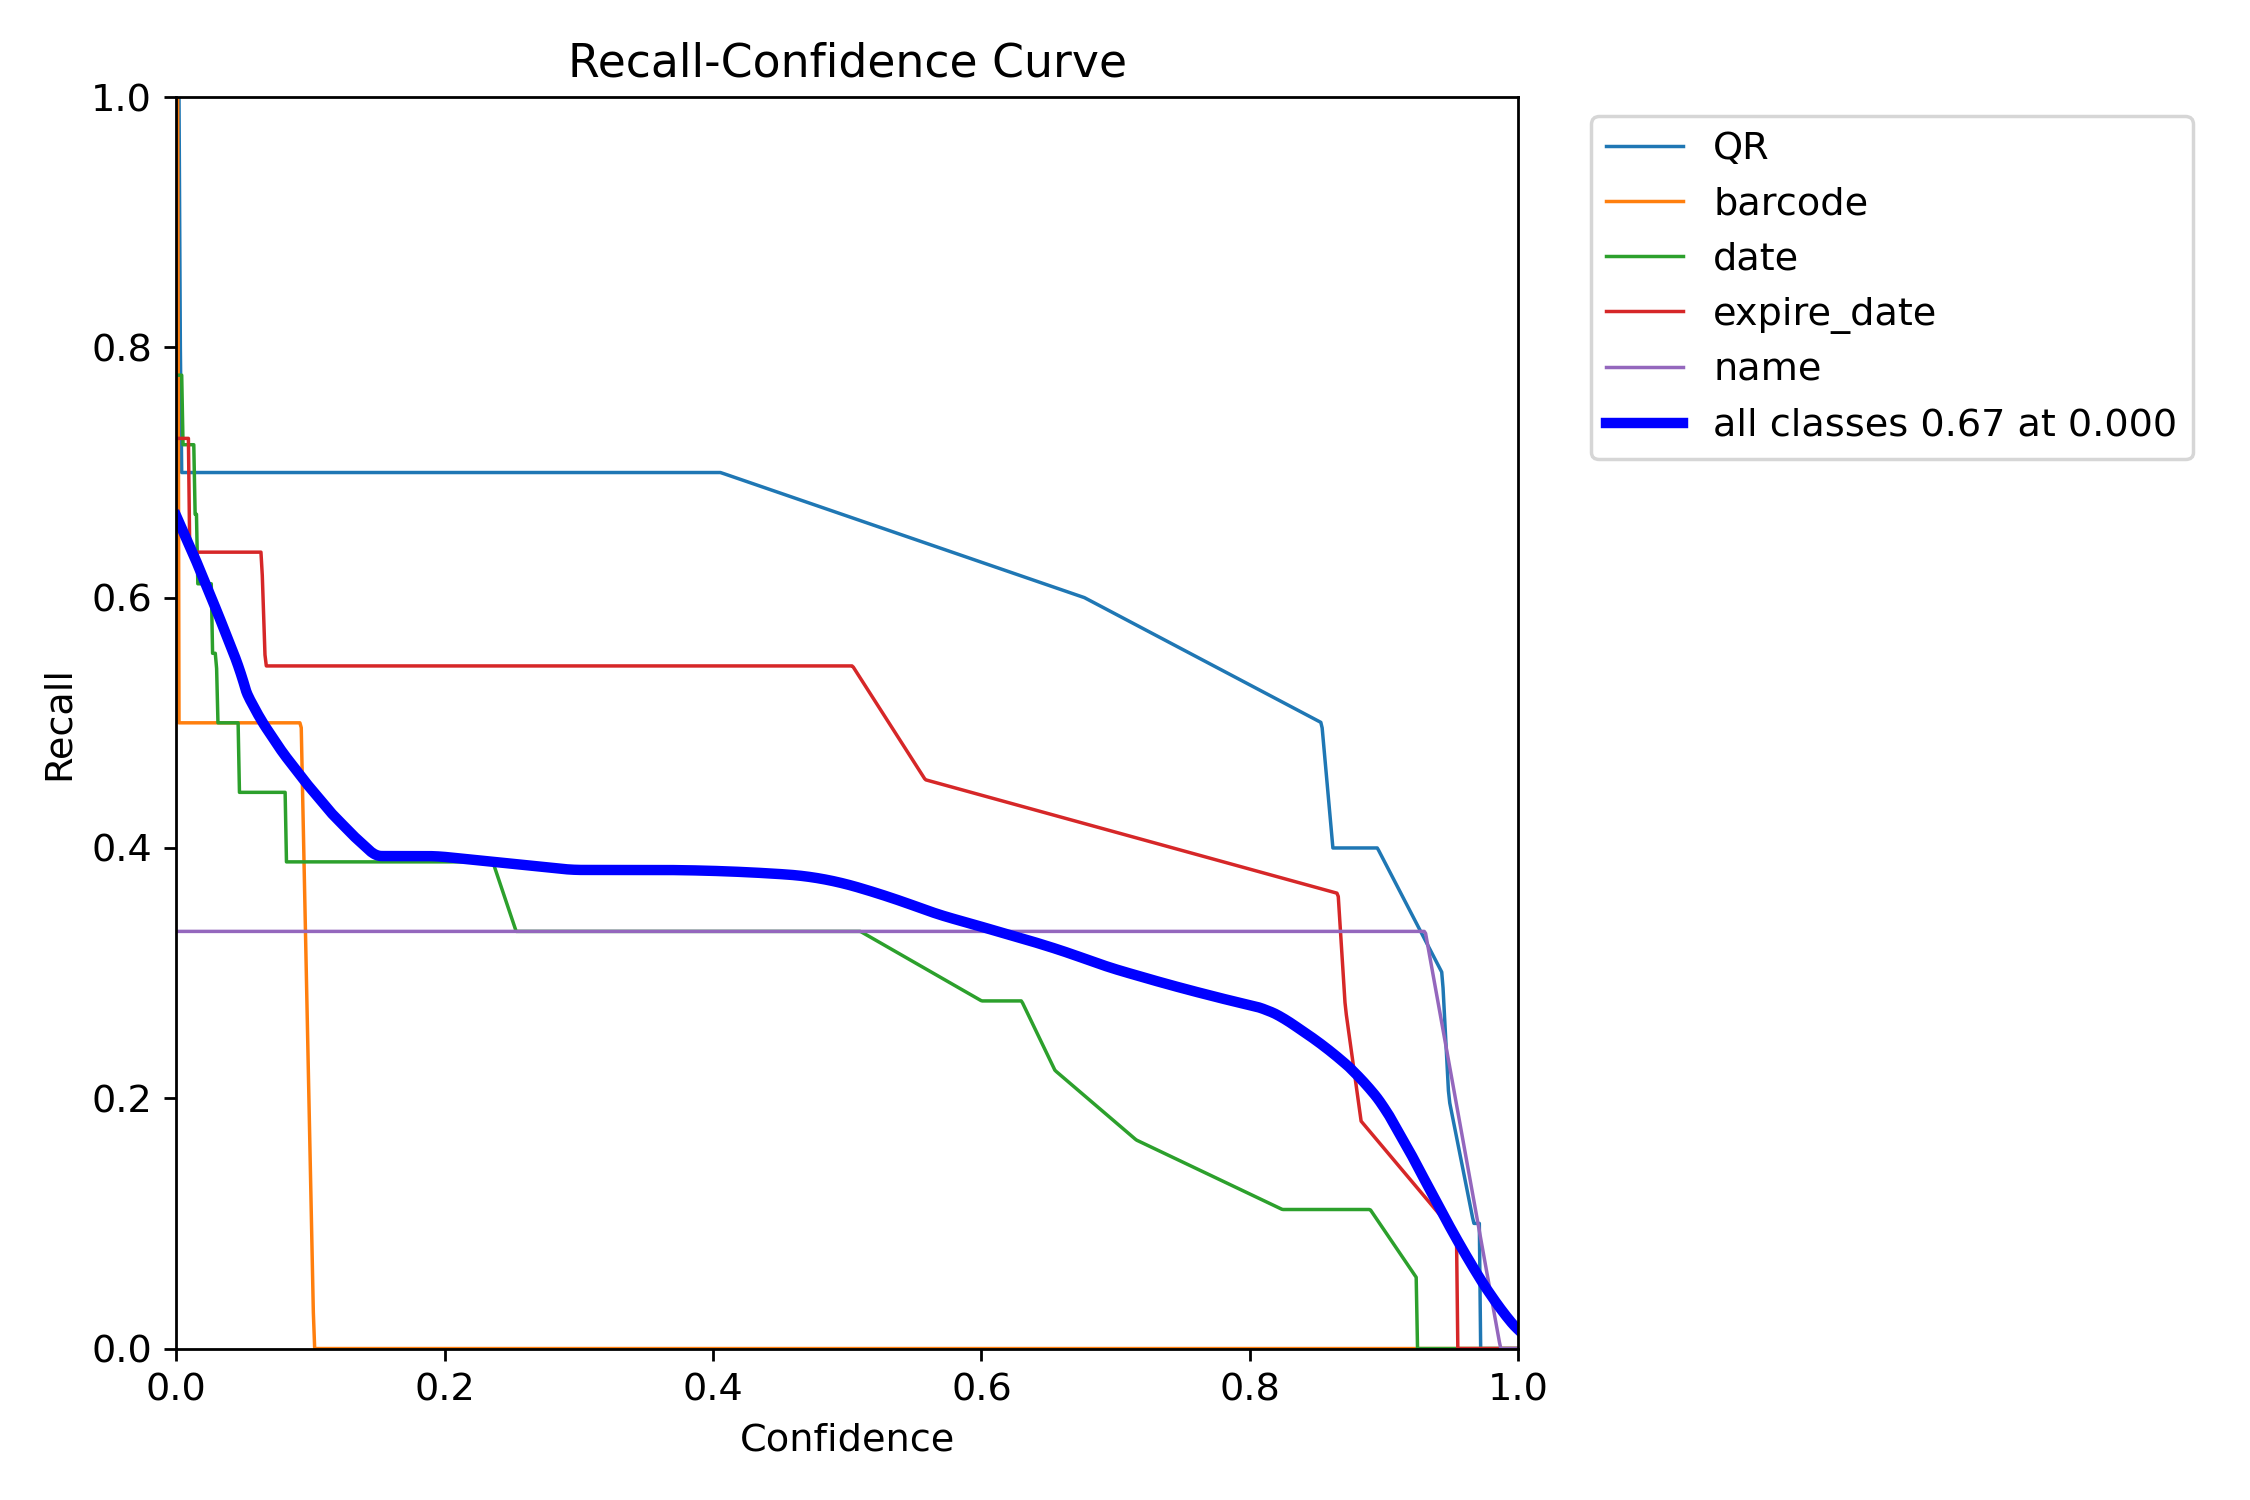 Recall-Confidence Curve
1.0
0.8
0.6
0.4
0.2
0.0
Recall
0.0 0.2 0.4 0.6 0.8 1.0
Confidence
QR
barcode
date
expire_date
name
all classes 0.67 at 0.000